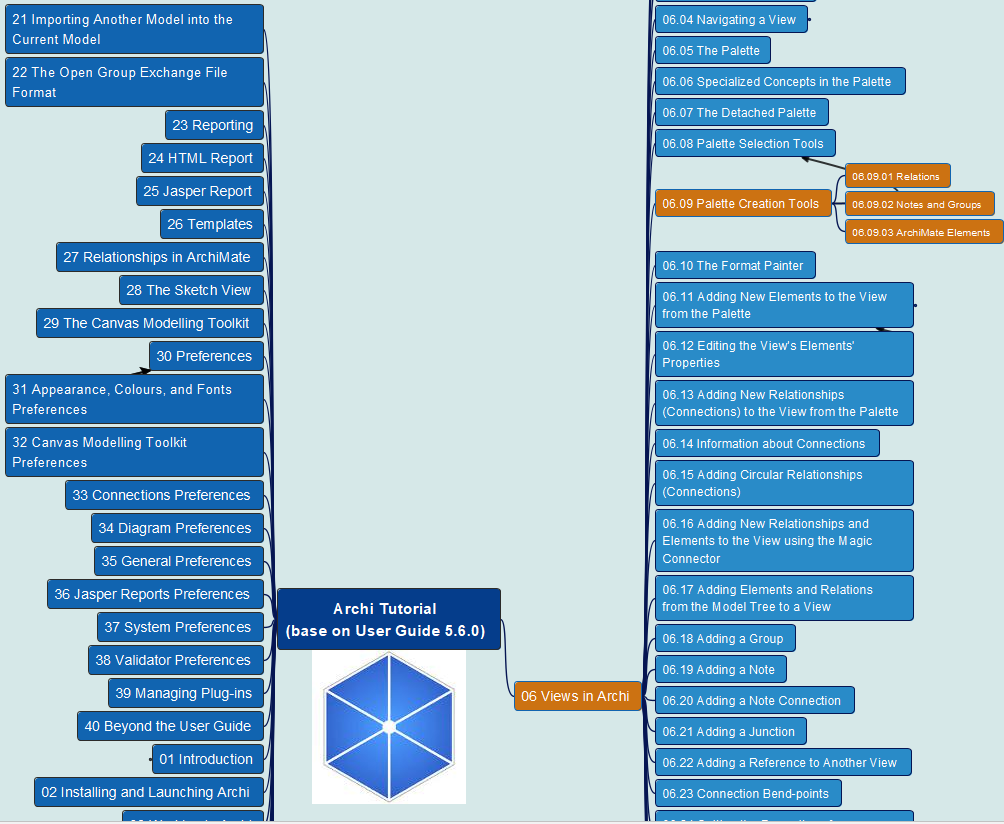 21 Importing Another Model into the
Current Model
22 The Open Group Exchange File
Format
23 Reporting
24 HTML Report
25 Jasper Report
26 Templates
27 Relationships in ArchiMate
28 The Sketch View
29 The Canvas Modelling Toolkit
30 Preferences
31 Appearance, Colours, and Fonts
Preferences
32 Canvas Modelling Toolkit
Preferences
33 Connections Preferences
34 Diagram Preferences
35 General Preferences
36 Jasper Reports Preferences
37 System Preferences
38 Validator Preferences
39 Managing Plug-ins
40 Beyond the User Guide
01 Introduction
02 Installing and Launching Archi
Archi Tutorial
(base on User Guide 5.6.0)
06 Views in Archi
06.04 Navigating a View
06.05 The Palette
06.06 Specialized Concepts in the Palette
06.07 The Detached Palette
06.08 Palette Selection Tools
06.09 Palette Creation Tools
06.09.01 Relations
06.09.02 Notes and Groups
06.09.03 ArchiMate Elements
06.10 The Format Painter
06.11 Adding New Elements to the View
from the Palette
06.12 Editing the View's Elements'
Properties
06.13 Adding New Relationships
(Connections) to the View from the Palette
06.14 Information about Connections
06.15 Adding Circular Relationships
(Connections)
06.16 Adding New Relationships and
Elements to the View using the Magic
Connector
06.17 Adding Elements and Relations
from the Model Tree to a View
06.18 Adding a Group
06.19 Adding a Note
06.20 Adding a Note Connection
06.21 Adding a Junction
06.22 Adding a Reference to Another View
06.23 Connection Bend-points